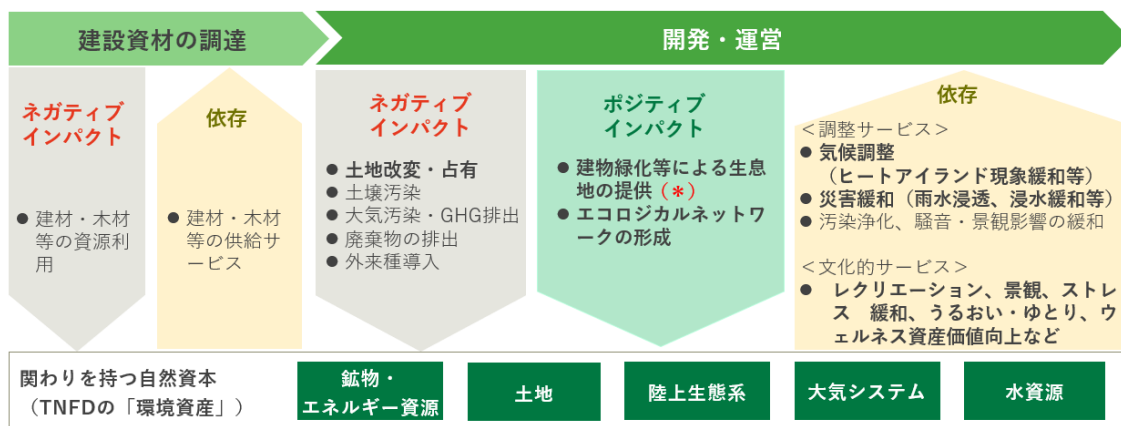 建設資材の調達
開発・運営
ネガティブ
インパクト
● 建材・木材
等の資源利
用
依存
● 建材・木材
等の供給サ
ービス
ネガティブ
インパクト
● 土地改変・占有
● 土壌汚染
● 大気汚染・GHG排出
● 廃棄物の排出
● 外来種導入
ポジティブ
インパクト
● 建物緑化等による生息
地の提供（*）
● エコロジカルネットワ
ークの形成
依存
＜調整サービス＞
● 気候調整
（ヒートアイランド現象緩和等）
● 災害緩和（雨水浸透、浸水緩和等）
● 汚染浄化、騒音・景観影響の緩和
＜文化的サービス＞
● レクリエーション、景観、ストレ
ス　緩和、うるおい・ゆとり、ウ
ェルネス資産価値向上など
関わりを持つ自然資本
（TNFDの「環境資産」）
鉱物・
エネルギー資源
土地
陸上生態系
大気システム
水資源